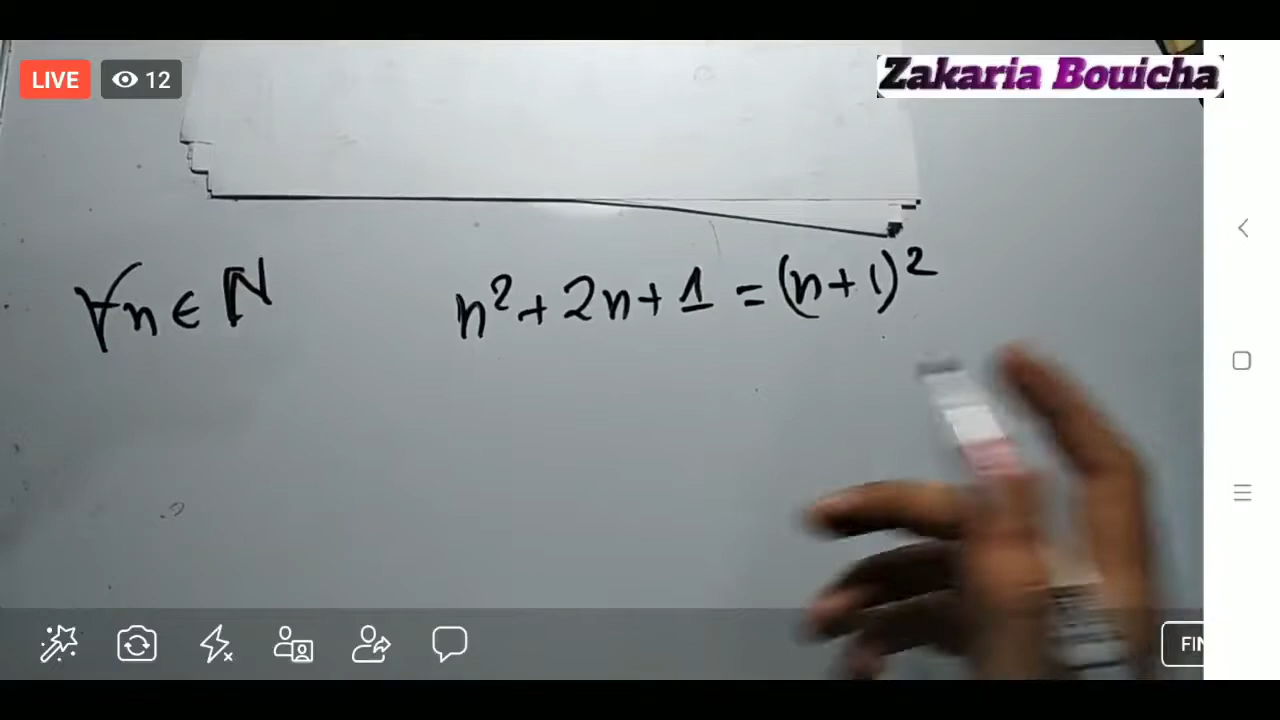 LIVE 12
Zakaria Bouicha
∀n ∈ ℕ n² + 2n + 1 = (n + 1)²
FIN